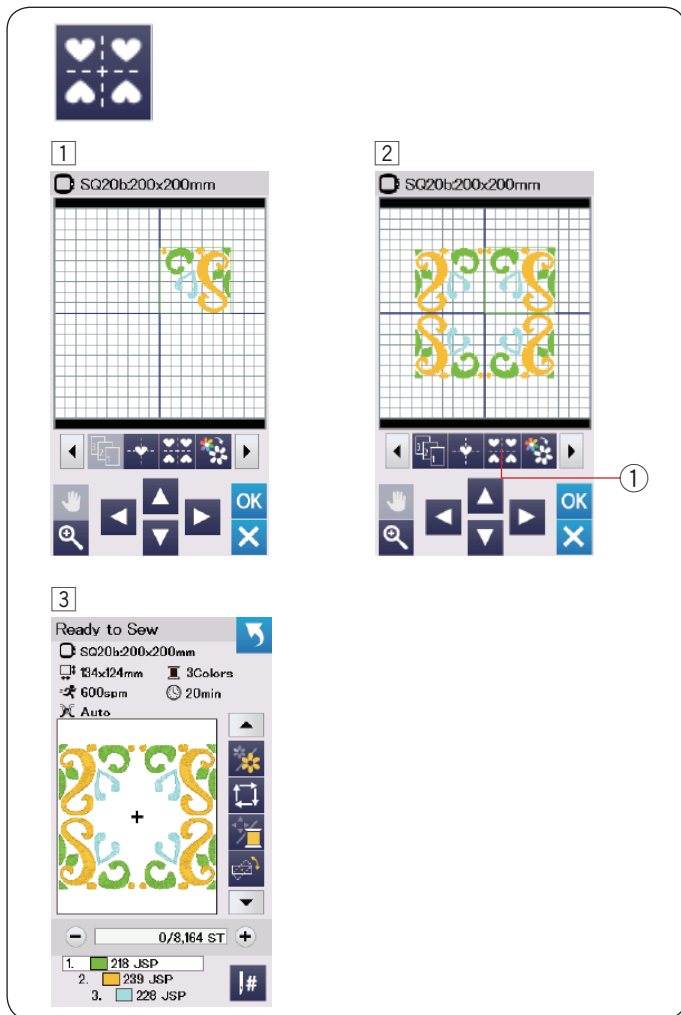 1
SQ20b:200x200mm
OK
2
SQ20b:200x200mm
OK
1
3
Ready to Sew
SQ20b:200x200mm
134x124mm 3Colors
600spm 20min
Auto
0/8,164 ST
1. 218 JSP
2. 239 JSP
3. 228 JSP
#